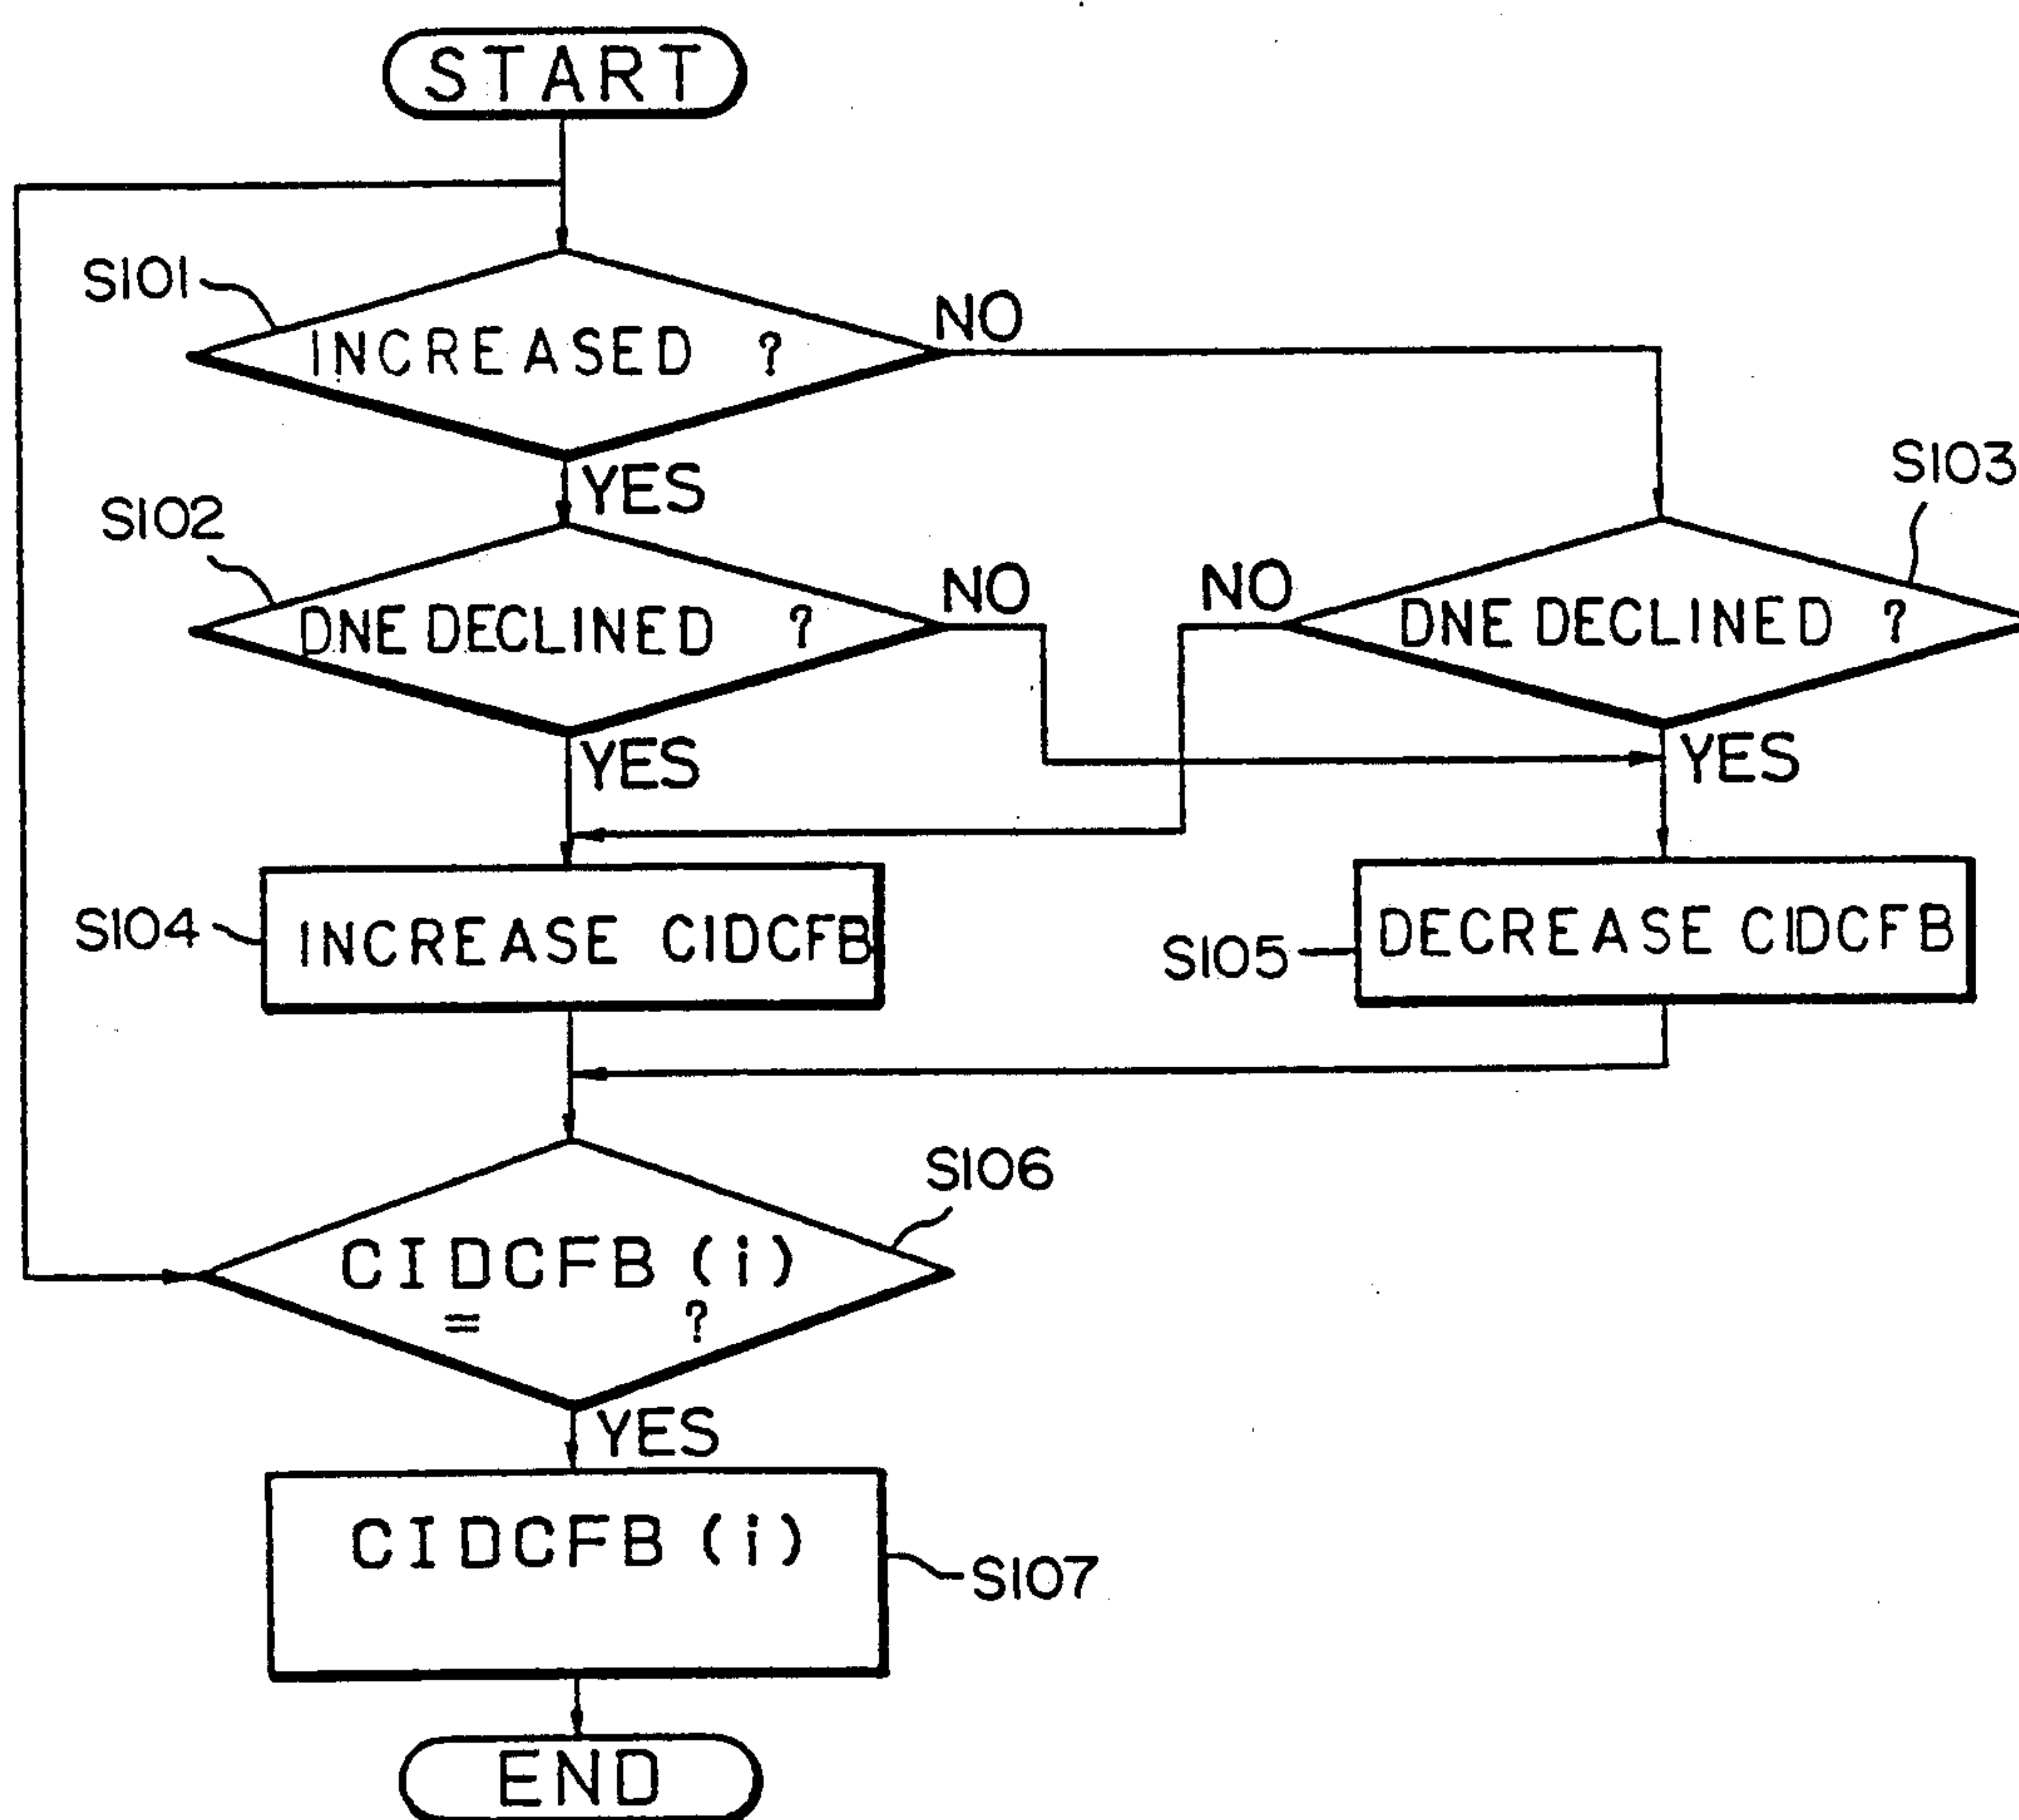 START
S101
INCREASED ?
NO
YES
S102
DNE DECLINED ?
NO
YES
S103
NO
DNE DECLINED ?
YES
S104
INCREASE CIDCFB
S105
DECREASE CIDCFB
S106
CIDCFB (i)
= ?
YES
CIDCFB (i)
S107
END